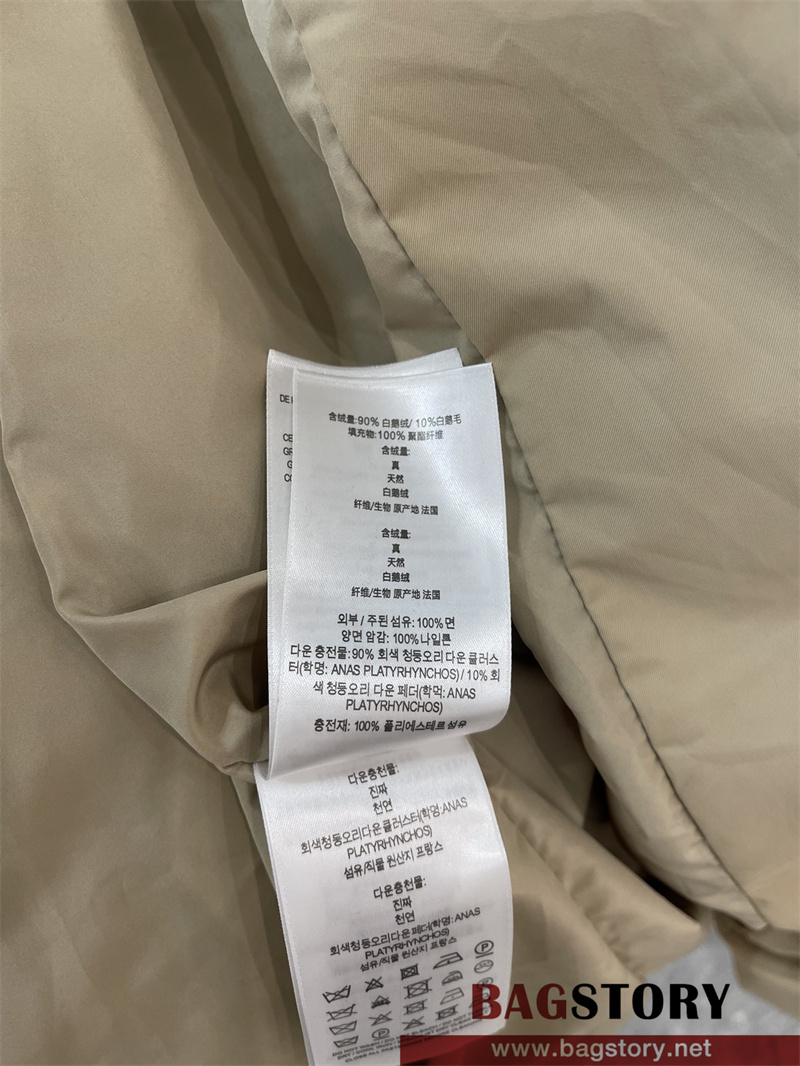 DE
CE
GR
G
CO
含绒量:90% 白鹅绒/ 10%白鹅毛
填充物:100% 聚酯纤维
含绒量:
真
天然
白鹅绒
纤维/生物 原产地 法国
含绒量:
真
天然
白鹅绒
纤维/生物 原产地 法国
외부 / 주된 섬유: 100% 면
양면 암감: 100% 나일론
다운 충전물: 90% 회색 청둥오리 다운 클러스
터(학명: ANAS PLATYRHYNCHOS) / 10% 회
색 청둥오리 다운 페더(학먹: ANAS
PLATYRHYNCHOS)
충전재: 100% 폴리에스테르 섬유
다운충천물:
진짜
천연
회색청둥오리다운클러스터(학명:ANAS
PLATYRHYNCHOS)
섬유/직물 원산지 프랑스
다운충천물:
진짜
천연
회색청둥오리다운페더(학명: ANAS
PLATYRHYNCHOS)
섬유/직물 원산지 프랑스
BAGSTORY
www.bagstory.net